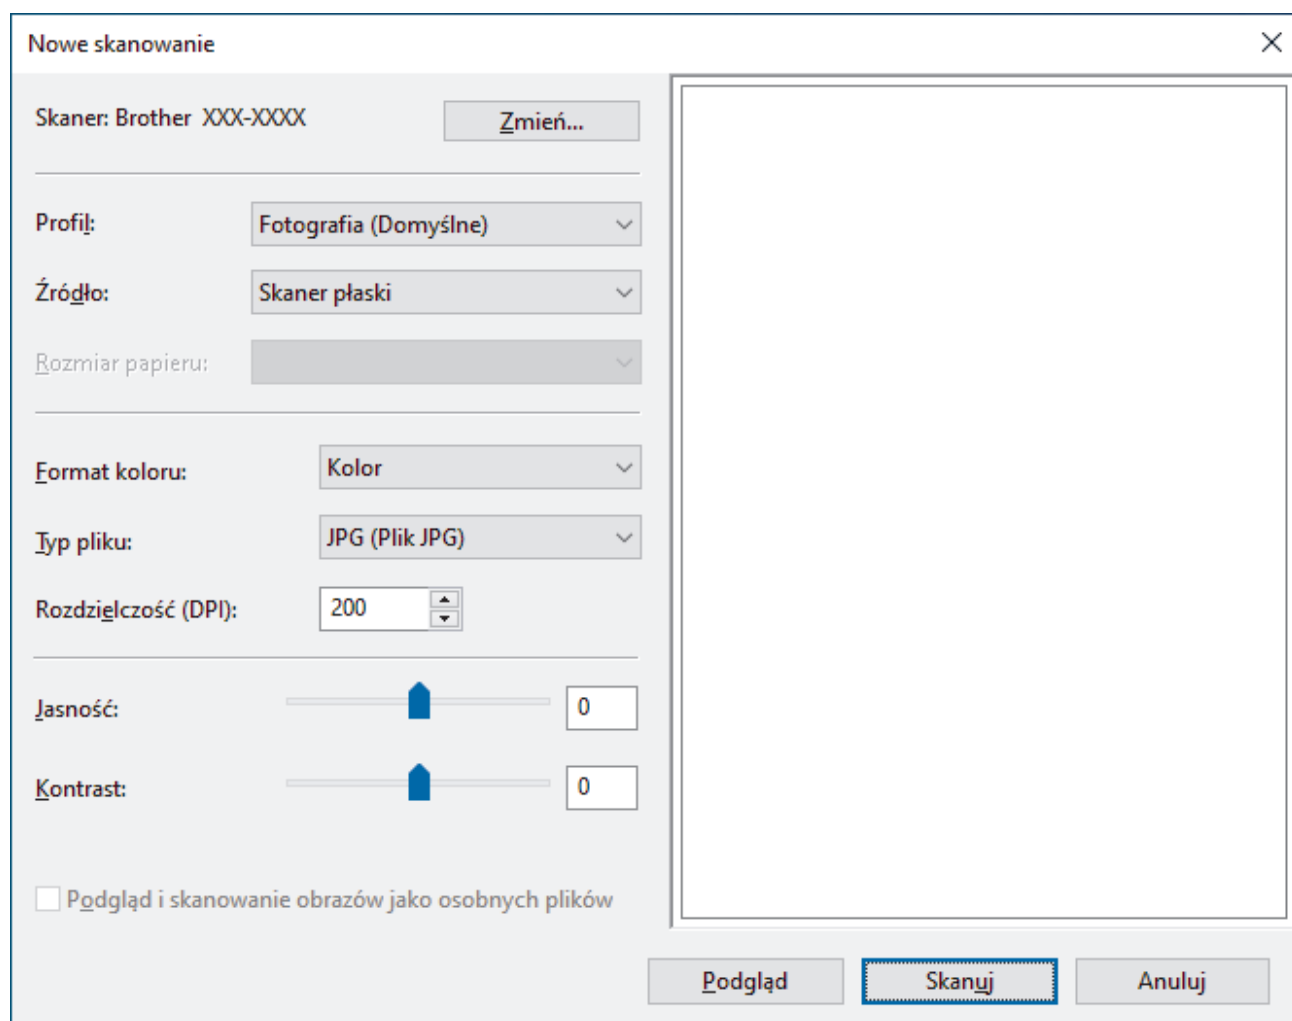 Nowe skanowanie
Skaner: Brother XXX-XXXX
Zmień...
Profil: Fotografia (Domyślne)
Źródło: Skaner płaski
Rozmiar papieru:
Format koloru: Kolor
Typ pliku: JPG (Plik JPG)
Rozdzielczość (DPI): 200
Jasność: 0
Kontrast: 0
Podgląd i skanowanie obrazów jako osobnych plików
Podgląd Skanuj Anuluj